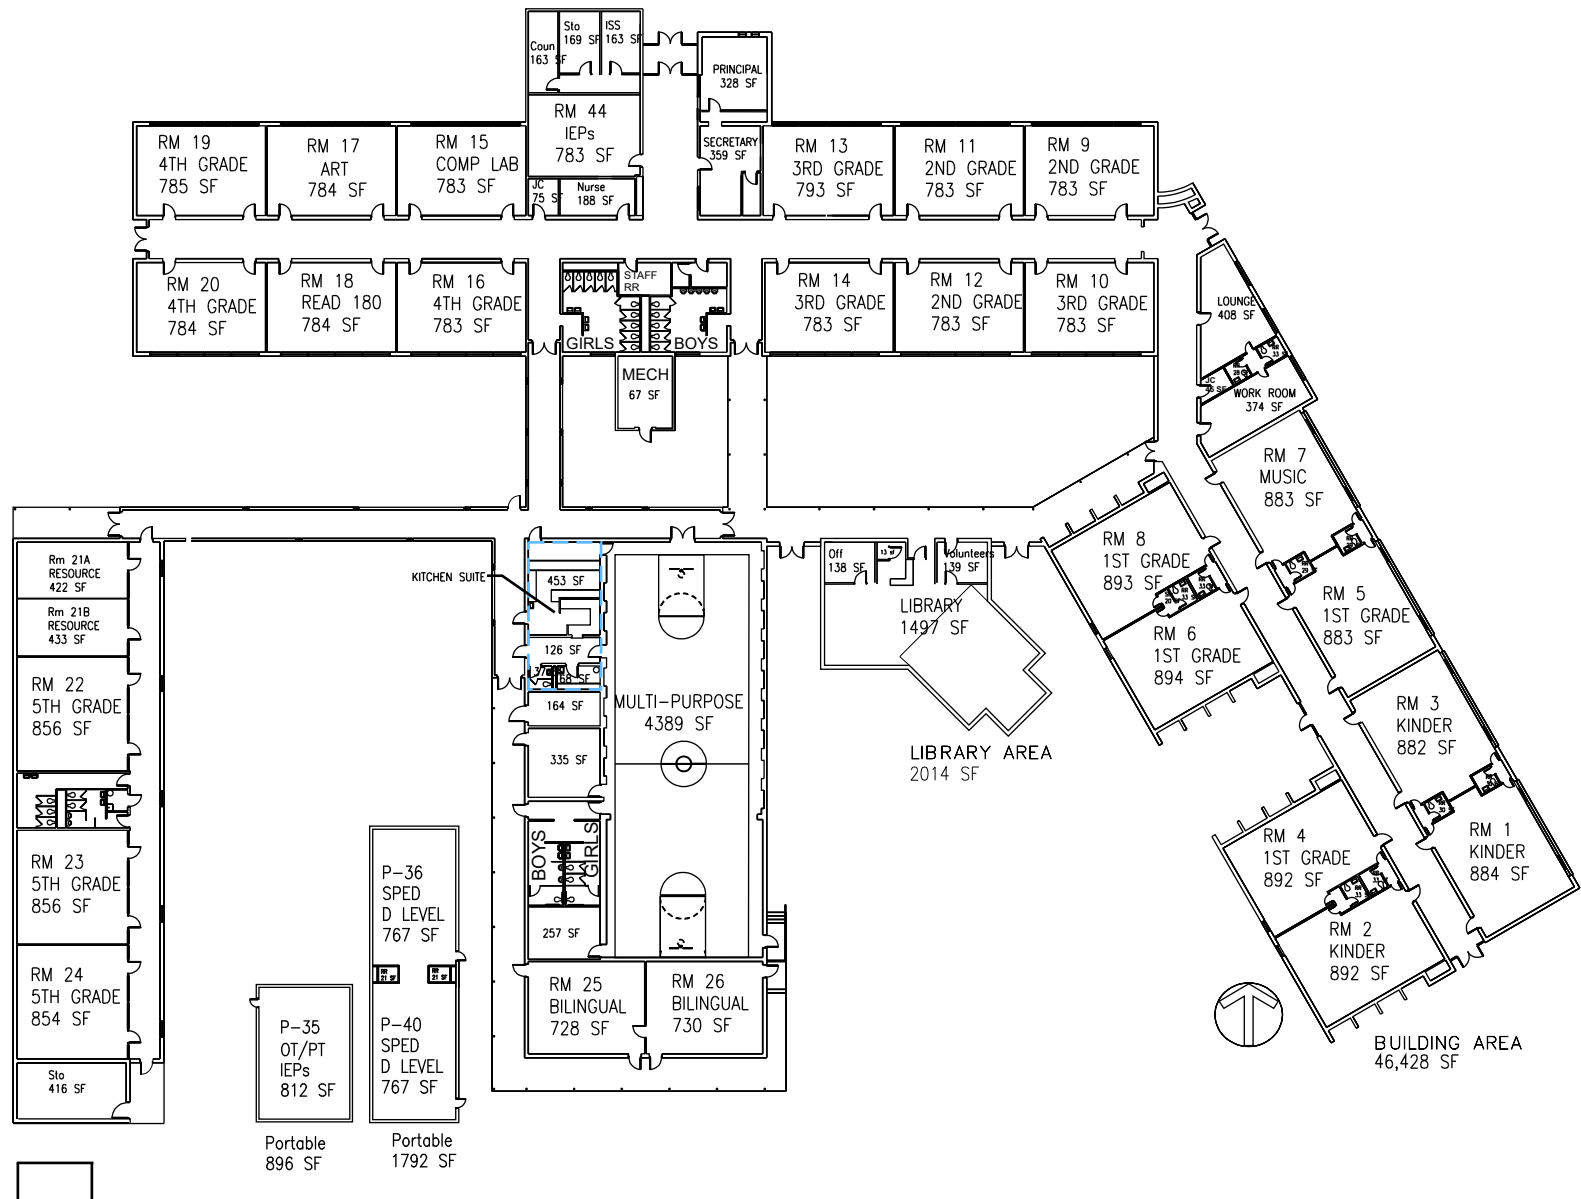 Coun
163 SF
Sto
169 SF
ISS
163 SF
PRINCIPAL
328 SF
RM 44
IEPs
783 SF
SECRETARY
359 SF
JC
75 SF
Nurse
188 SF
RM 19
4TH GRADE
785 SF
RM 17
ART
784 SF
RM 15
COMP LAB
783 SF
RM 13
3RD GRADE
793 SF
RM 11
2ND GRADE
783 SF
RM 9
2ND GRADE
783 SF
RM 20
4TH GRADE
784 SF
RM 18
READ 180
784 SF
RM 16
4TH GRADE
783 SF
STAFF
RR
GIRLS
BOYS
MECH
67 SF
RM 14
3RD GRADE
783 SF
RM 12
2ND GRADE
783 SF
RM 10
3RD GRADE
783 SF
LOUNGE
408 SF
JC
WORK ROOM
374 SF
RM 7
MUSIC
883 SF
RM 8
1ST GRADE
893 SF
RM 6
1ST GRADE
894 SF
RM 5
1ST GRADE
883 SF
RM 3
KINDER
882 SF
RM 1
KINDER
884 SF
RM 4
1ST GRADE
892 SF
RM 2
KINDER
892 SF
Rm 21A
RESOURCE
422 SF
Rm 21B
RESOURCE
433 SF
RM 22
5TH GRADE
856 SF
RM 23
5TH GRADE
856 SF
RM 24
5TH GRADE
854 SF
Sto
416 SF
KITCHEN SUITE
453 SF
126 SF
68 SF
164 SF
335 SF
BOYS
GIRLS
257 SF
MULTI-PURPOSE
4389 SF
RM 25
BILINGUAL
728 SF
RM 26
BILINGUAL
730 SF
Off
138 SF
13 SF
Volunteers
139 SF
LIBRARY
1497 SF
LIBRARY AREA
2014 SF
P-36
SPED
D LEVEL
767 SF
RR
21 SF
RR
21 SF
P-40
SPED
D LEVEL
767 SF
P-35
OT/PT
IEPs
812 SF
Portable
896 SF
Portable
1792 SF
BUILDING AREA
46,428 SF